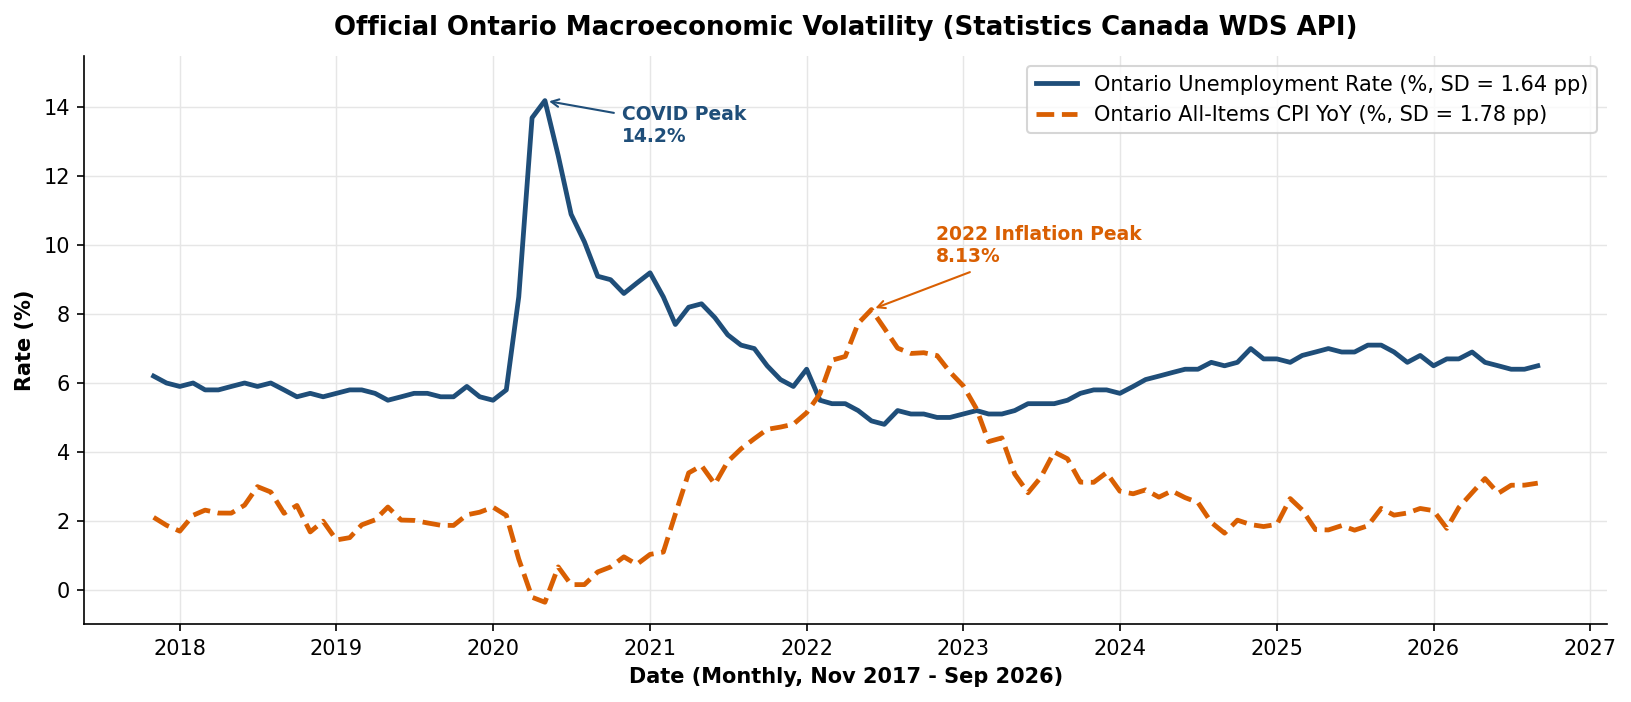 Official Ontario Macroeconomic Volatility (Statistics Canada WDS API)
Ontario Unemployment Rate (%, SD = 1.64 pp)
Ontario All-Items CPI YoY (%, SD = 1.78 pp)
COVID Peak
14.2%
2022 Inflation Peak
8.13%
Rate (%)
14
12
10
8
6
4
2
0
2018 2019 2020 2021 2022 2023 2024 2025 2026 2027
Date (Monthly, Nov 2017 - Sep 2026)